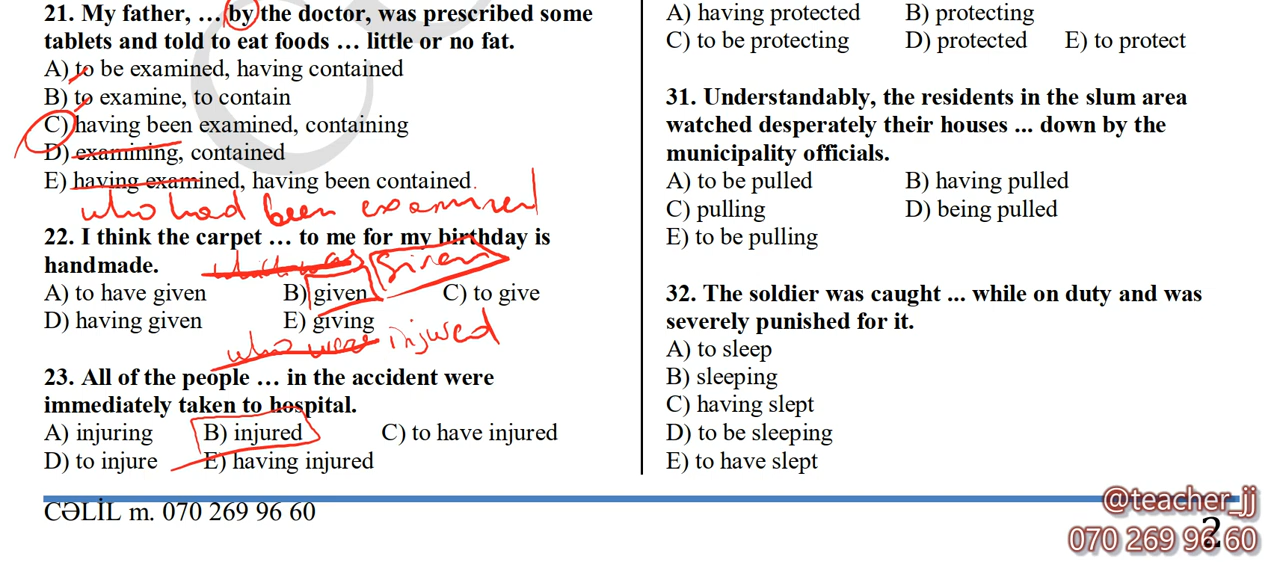 21. My father, … by the doctor, was prescribed some
tablets and told to eat foods … little or no fat.
A) to be examined, having contained
B) to examine, to contain
C) having been examined, containing
D) examining, contained
E) having examined, having been contained.
who had been examined
22. I think the carpet … to me for my birthday is
handmade.
which was given
A) to have given B) given C) to give
D) having given E) giving
who were injured
23. All of the people … in the accident were
immediately taken to hospital.
A) injuring B) injured C) to have injured
D) to injure E) having injured
A) having protected B) protecting
C) to be protecting D) protected E) to protect
31. Understandably, the residents in the slum area
watched desperately their houses ... down by the
municipality officials.
A) to be pulled B) having pulled
C) pulling D) being pulled
E) to be pulling
32. The soldier was caught ... while on duty and was
severely punished for it.
A) to sleep
B) sleeping
C) having slept
D) to be sleeping
E) to have slept
CƏLİL m. 070 269 96 60
@teacher_jj
2
070 269 96 60